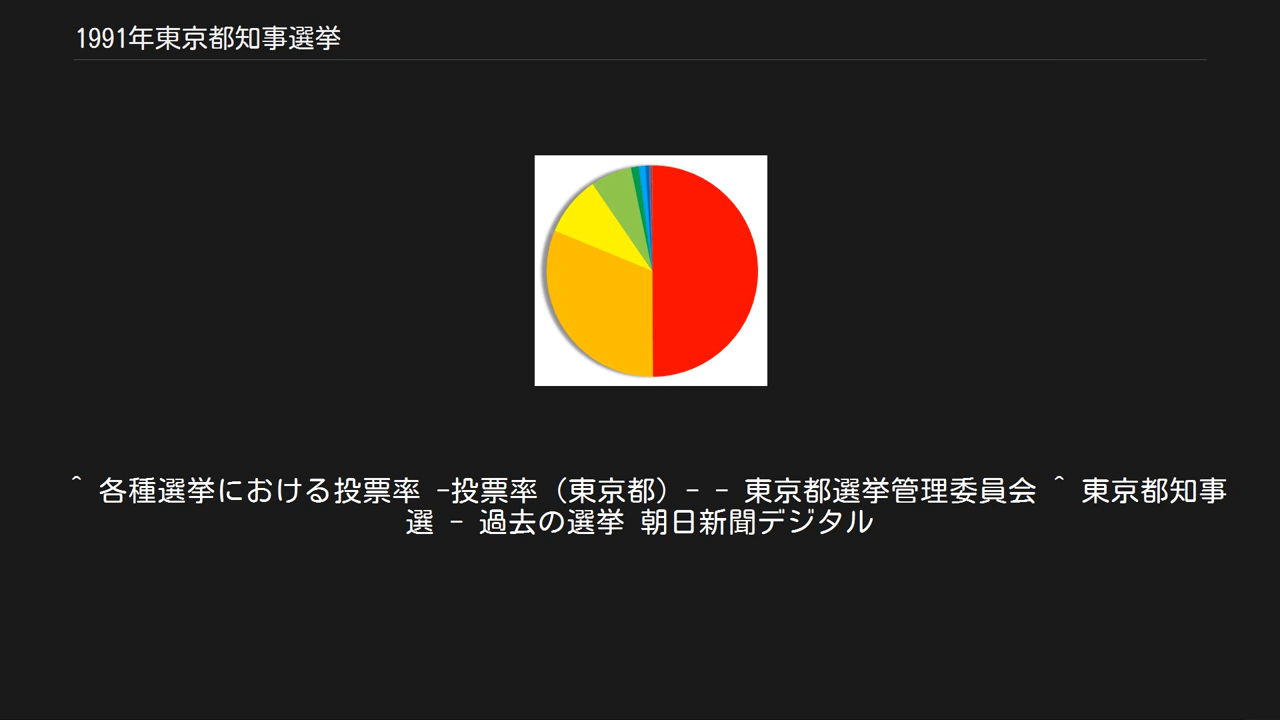 1991年東京都知事選挙
^ 各種選挙における投票率 -投票率（東京都）- - 東京都選挙管理委員会 ^ 東京都知事
選 - 過去の選挙 朝日新聞デジタル